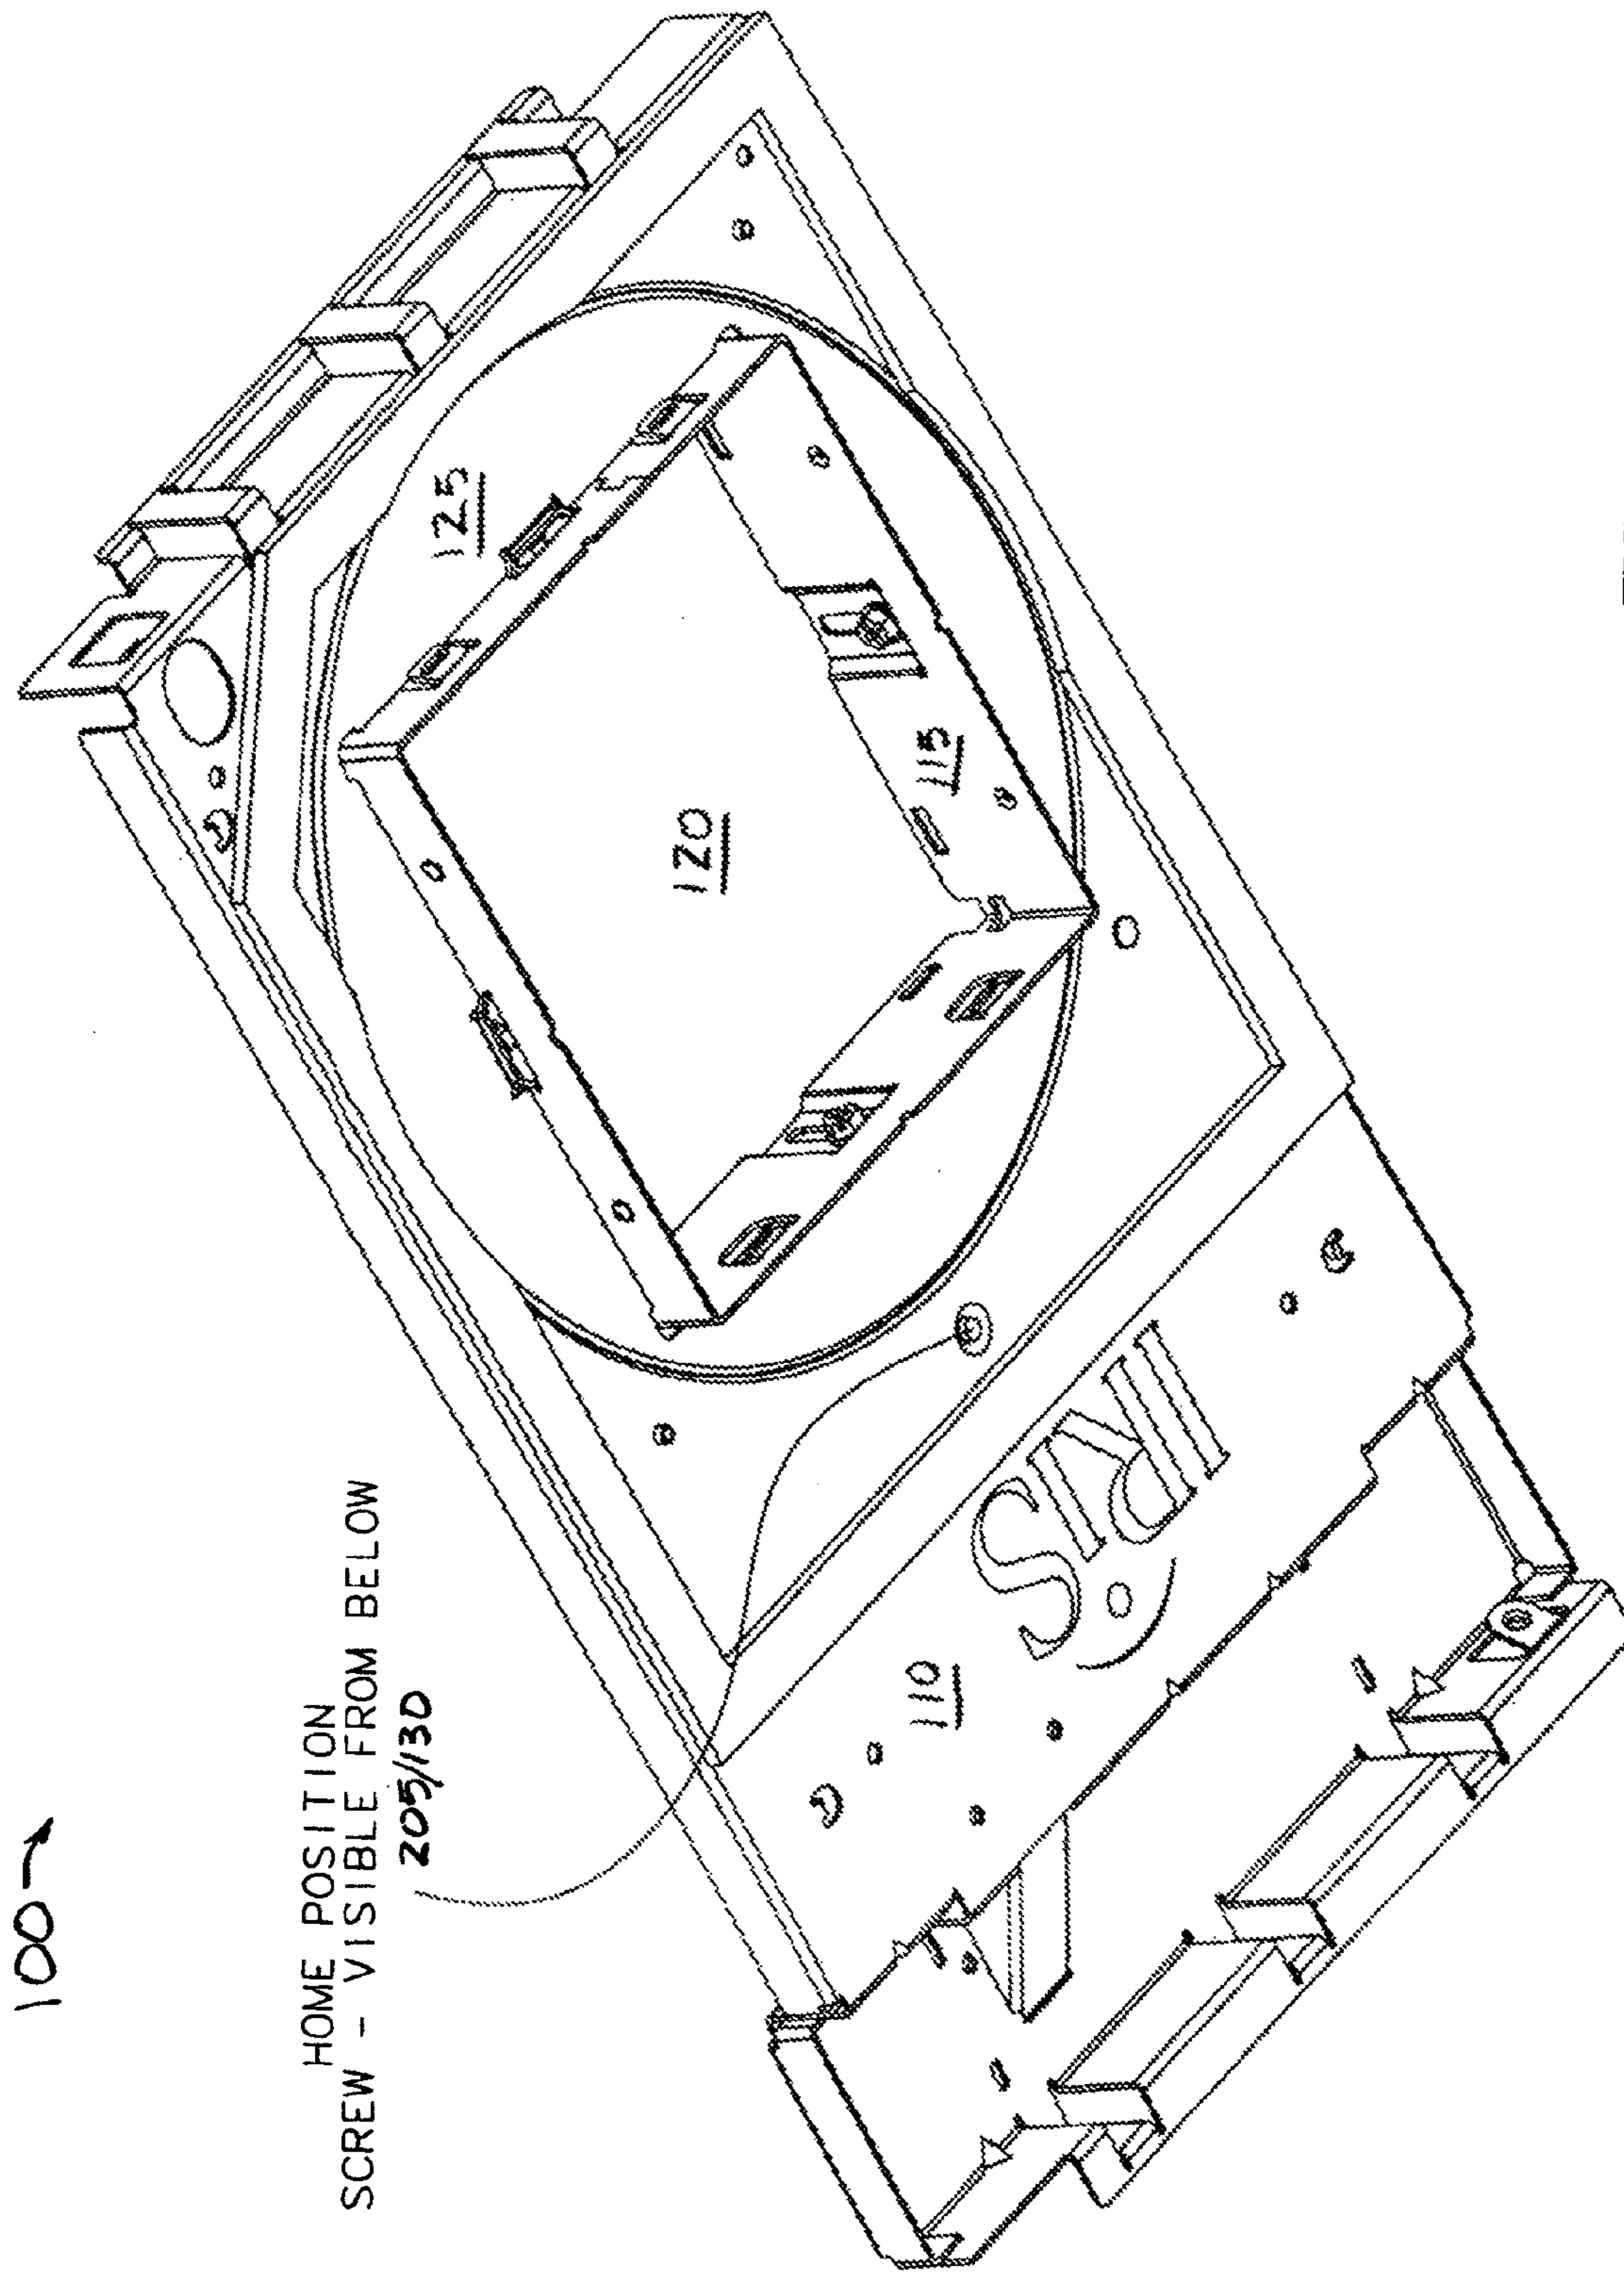 100
HOME POSITION
SCREW - VISIBLE FROM BELOW
205/130
125
120
115
110
IRIS